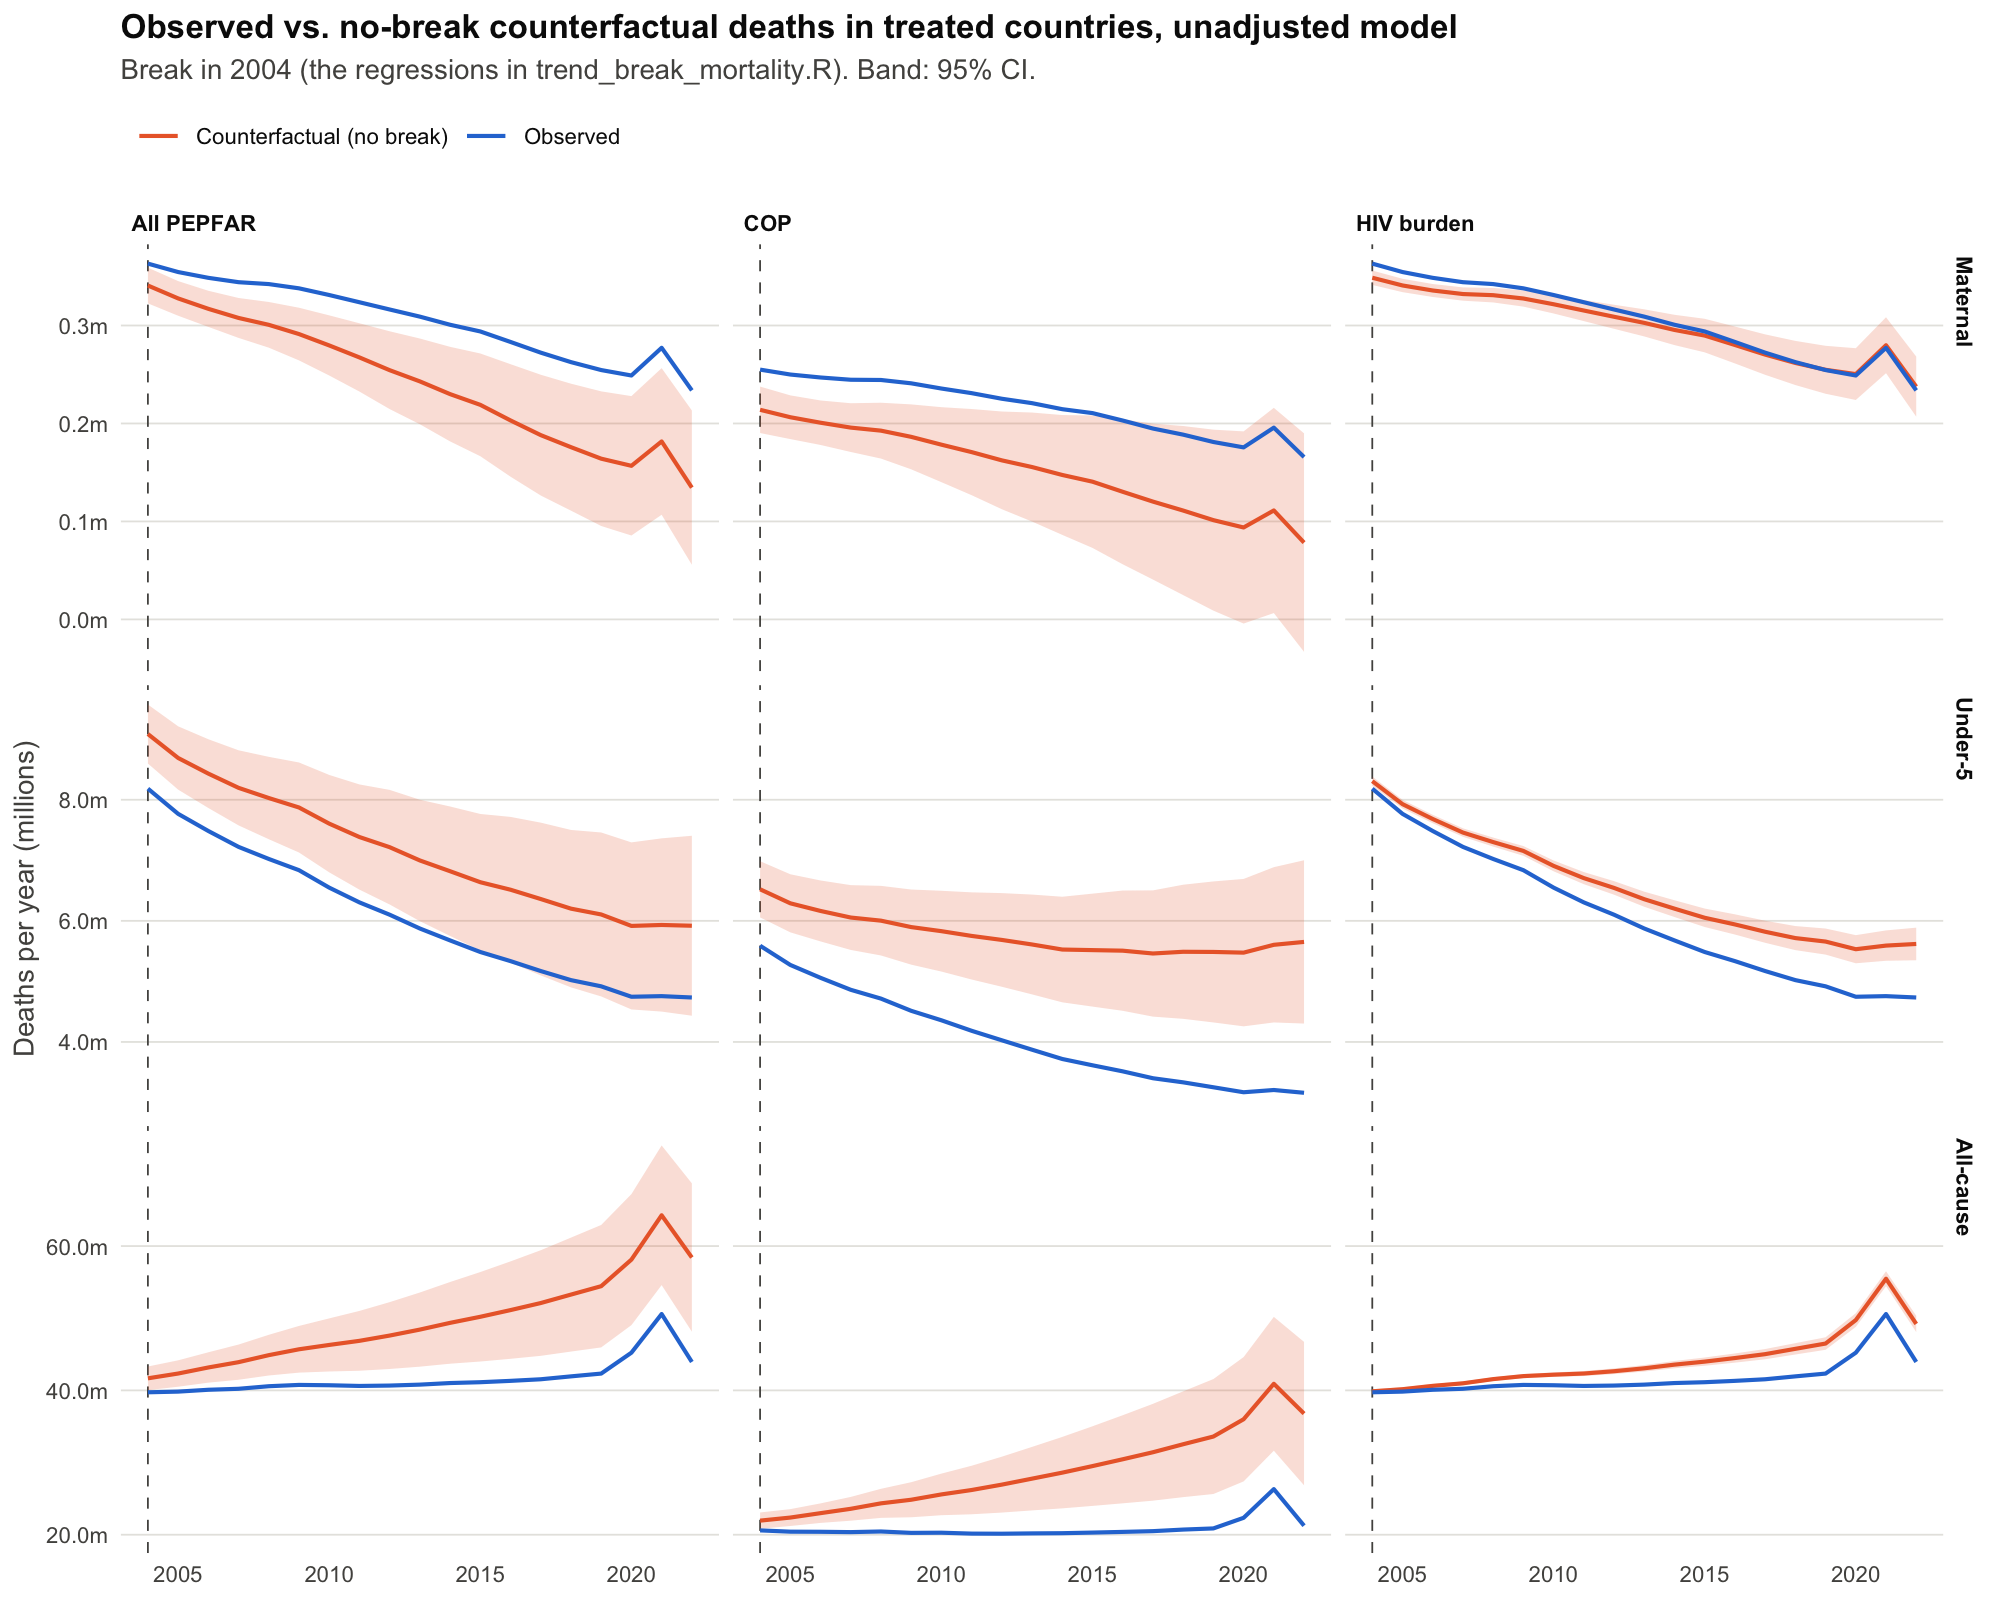 Observed vs. no-break counterfactual deaths in treated countries, unadjusted model
Break in 2004 (the regressions in trend_break_mortality.R). Band: 95% CI.
Counterfactual (no break)
Observed
All PEPFAR
COP
HIV burden
Maternal
0.3m
0.2m
0.1m
0.0m
Under-5
Deaths per year (millions)
8.0m
6.0m
4.0m
All-cause
60.0m
40.0m
20.0m
2005 2010 2015 2020
2005 2010 2015 2020
2005 2010 2015 2020